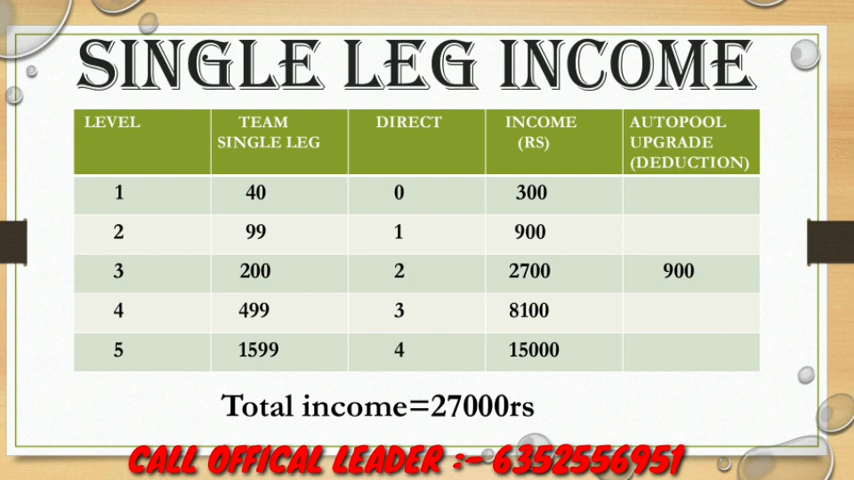 SINGLE LEG INCOME
LEVEL TEAM SINGLE LEG DIRECT INCOME (RS) AUTOPOOL UPGRADE (DEDUCTION)
1 40 0 300
2 99 1 900
3 200 2 2700 900
4 499 3 8100
5 1599 4 15000
Total income=27000rs
CALL OFFICAL LEADER :- 6352556951